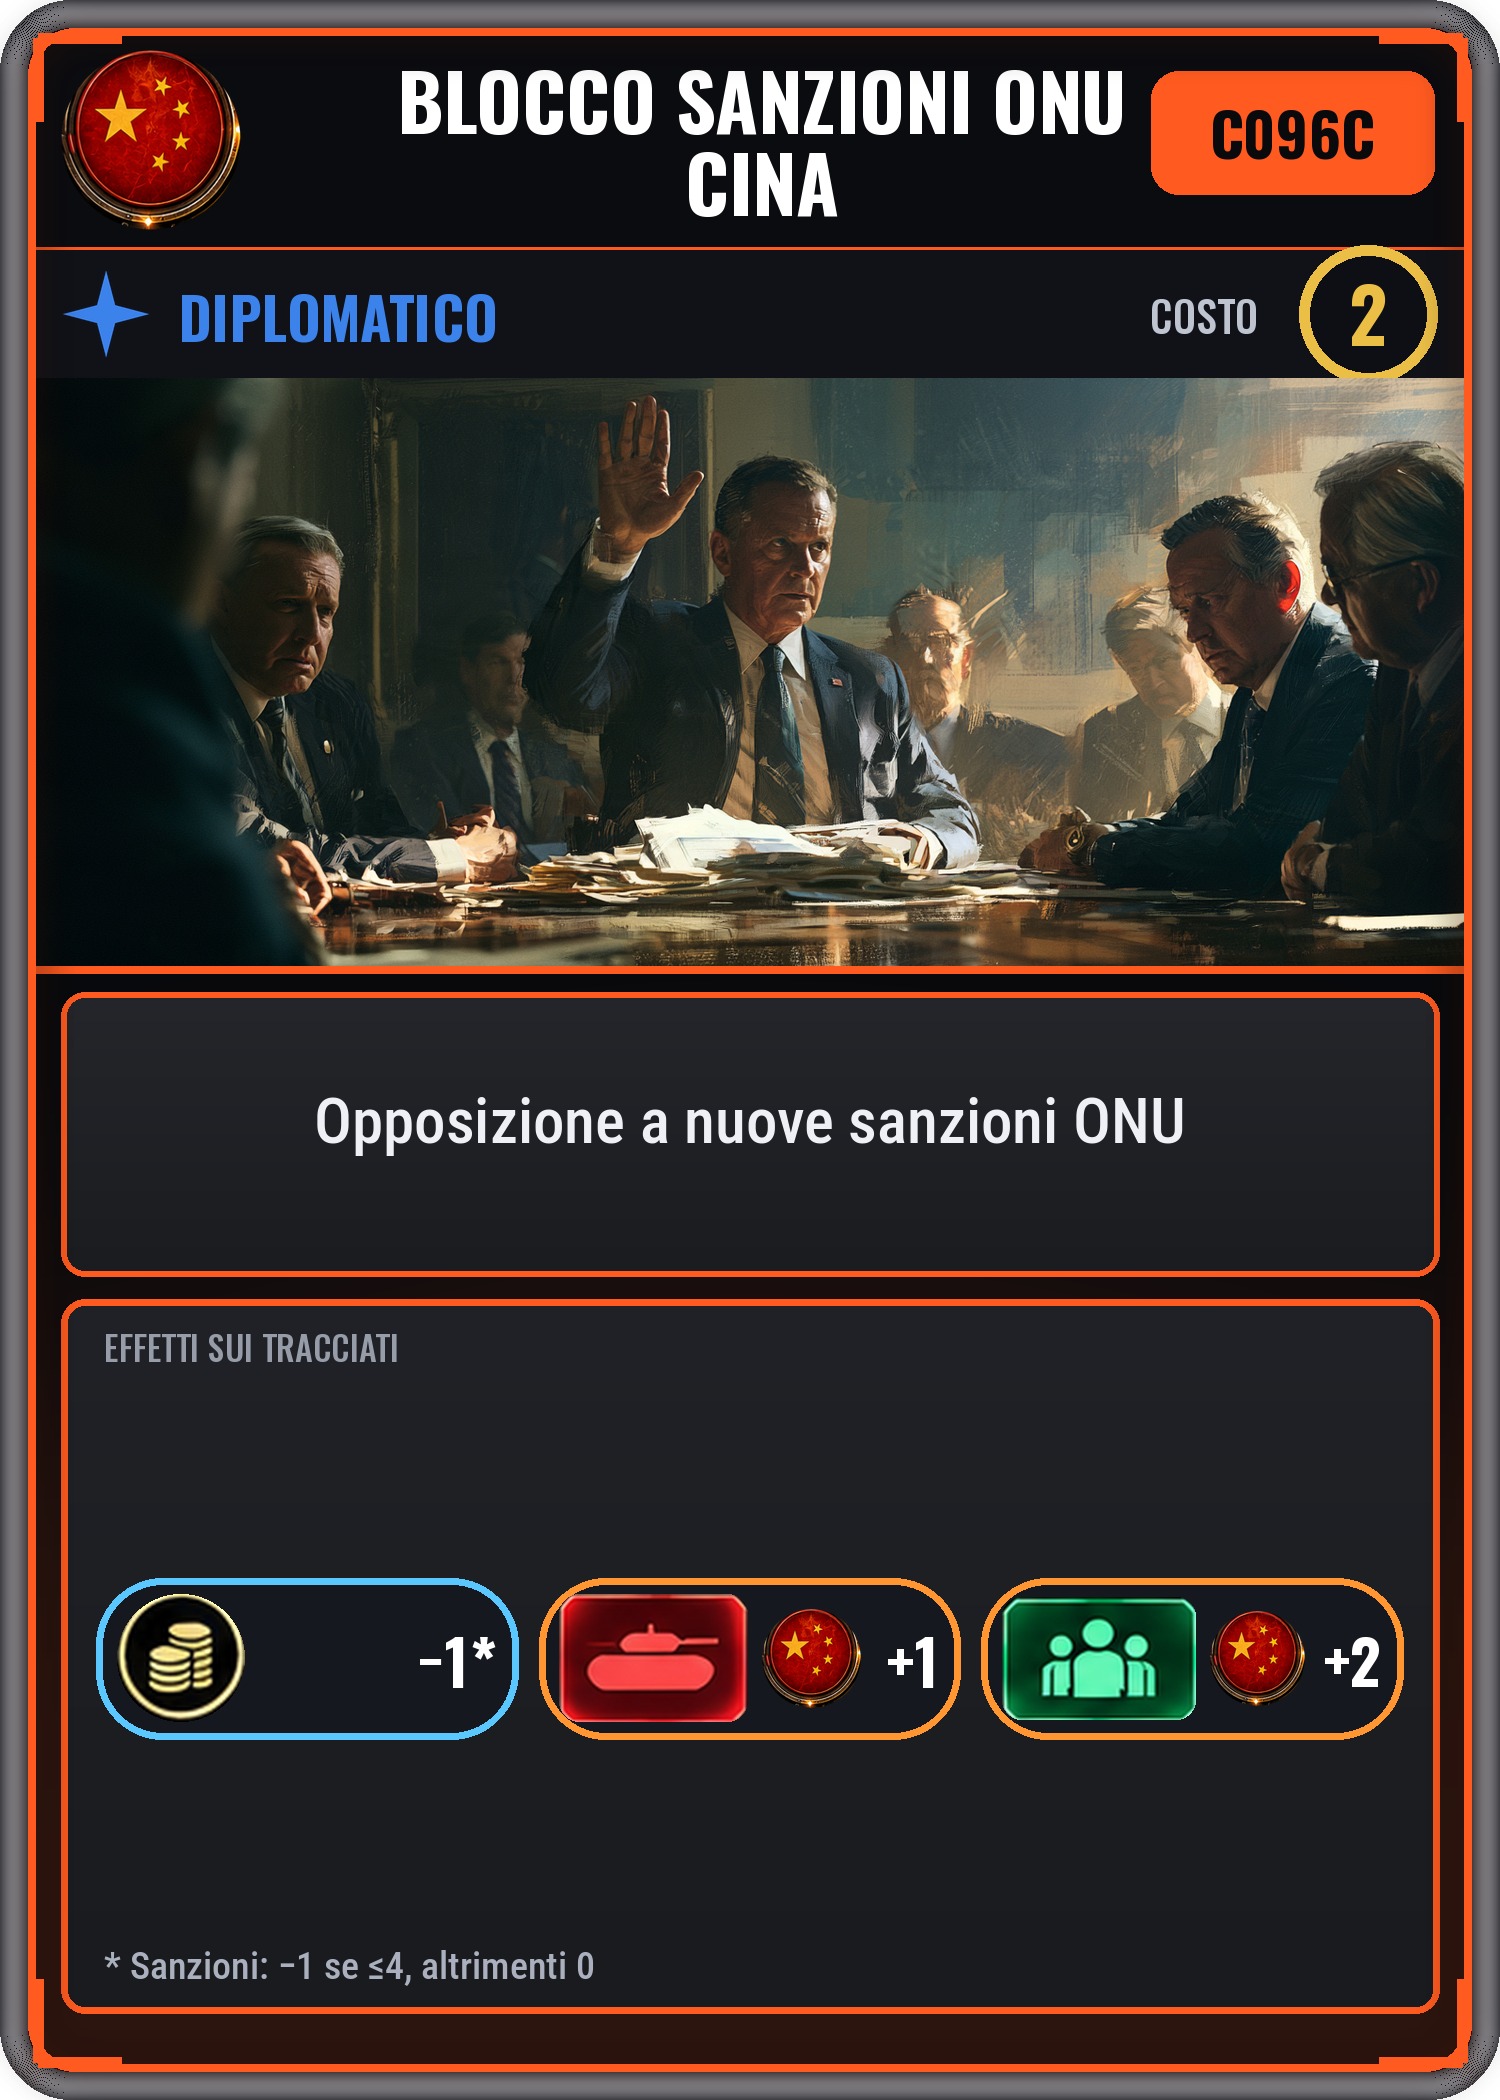 BLOCCO SANZIONI ONU
CINA
C096C
DIPLOMATICO
COSTO
2
Opposizione a nuove sanzioni ONU
EFFETTI SUI TRACCIATI
−1*
+1
+2
* Sanzioni: −1 se ≤4, altrimenti 0